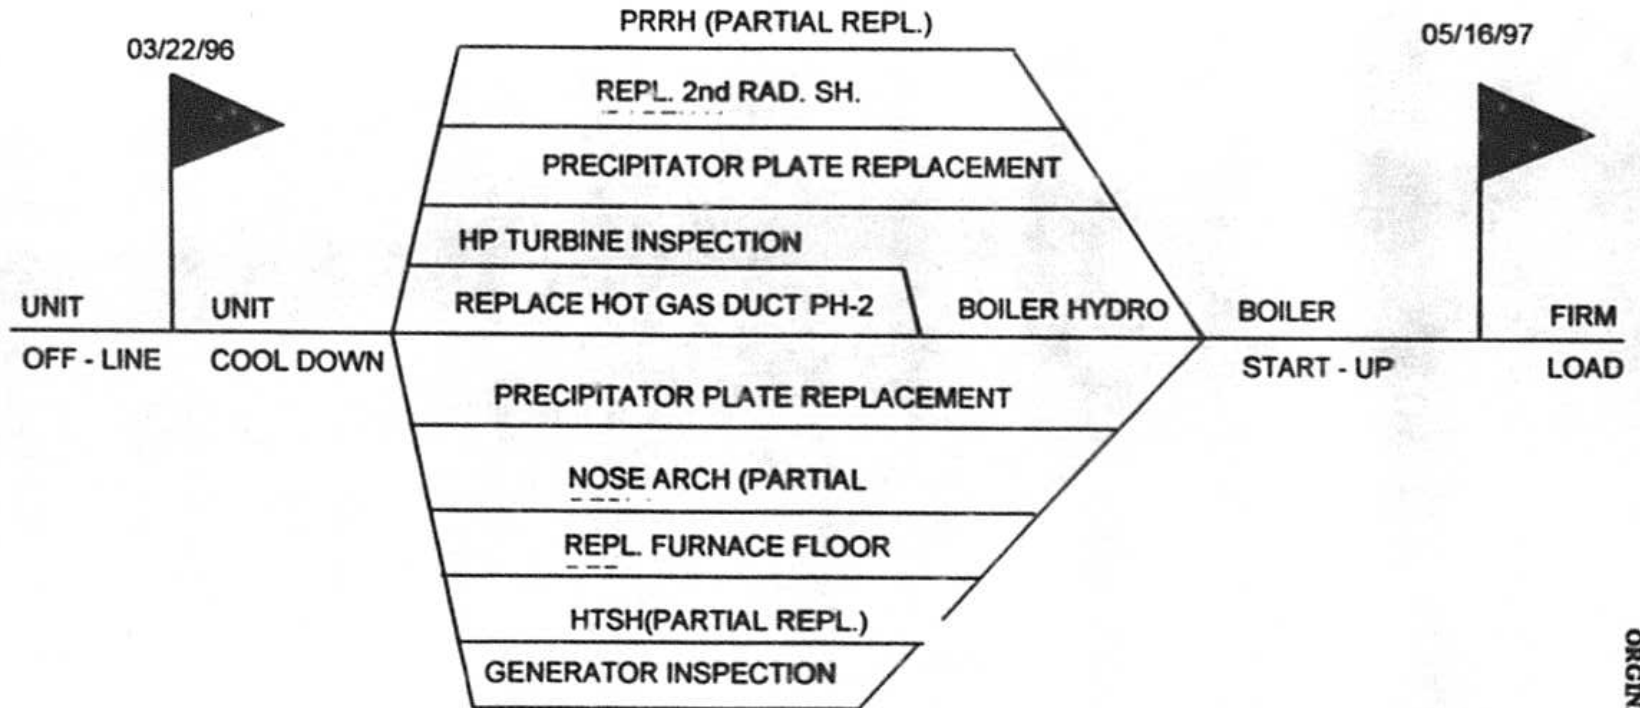 PRRH (PARTIAL REPL.)
03/22/96
05/16/97
REPL. 2nd RAD. SH.
PRECIPITATOR PLATE REPLACEMENT
HP TURBINE INSPECTION
UNIT
UNIT
REPLACE HOT GAS DUCT PH-2
BOILER HYDRO
BOILER
FIRM
OFF - LINE
COOL DOWN
START - UP
LOAD
PRECIPITATOR PLATE REPLACEMENT
NOSE ARCH (PARTIAL
REPL. FURNACE FLOOR
HTSH(PARTIAL REPL.)
GENERATOR INSPECTION
ORGIN